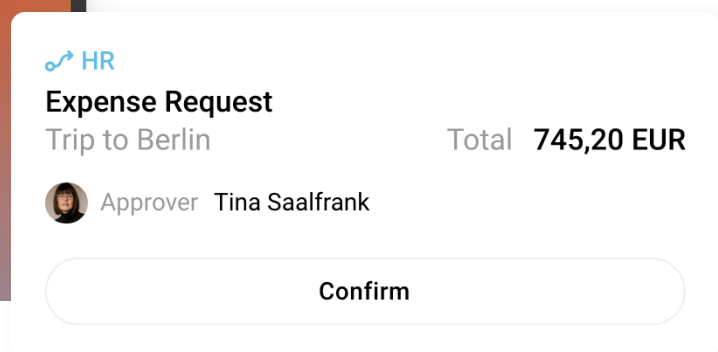 HR
Expense Request
Trip to Berlin Total 745,20 EUR
Approver Tina Saalfrank
Confirm